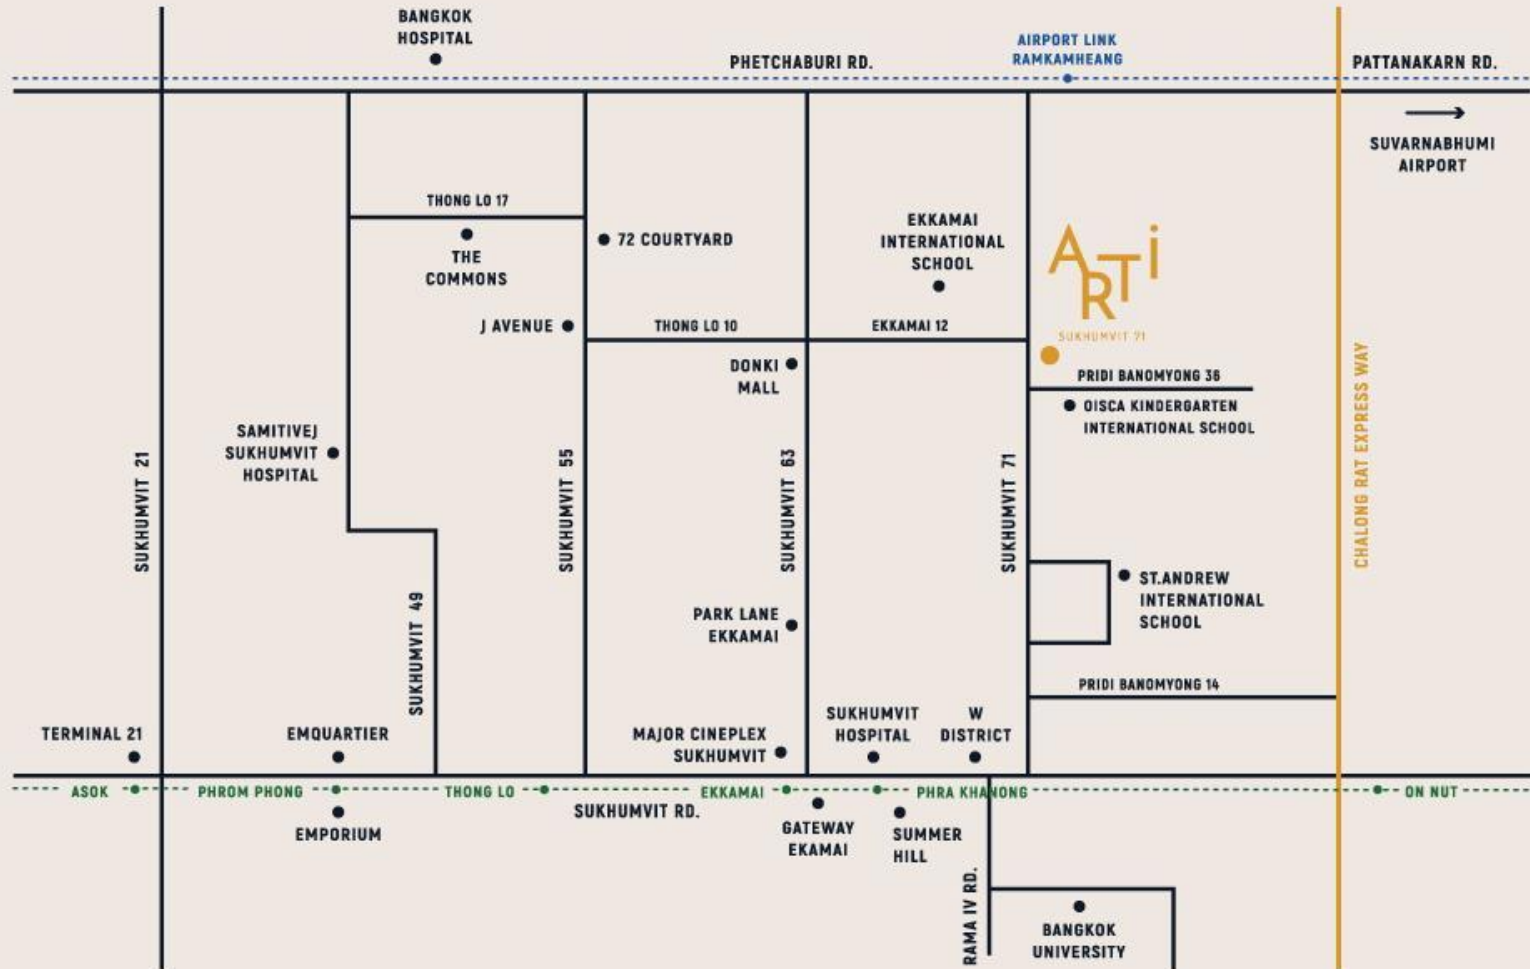 BANGKOK
HOSPITAL
PHETCHABURI RD.
AIRPORT LINK
RAMKAMHEANG
PATTANAKARN RD.
SUVARNABHUMI
AIRPORT
THONG LO 17
THE
COMMONS
72 COURTYARD
EKKAMAI
INTERNATIONAL
SCHOOL
ARTi
SUKHUMVIT 71
J AVENUE
THONG LO 10
EKKAMAI 12
DONKI
MALL
PRIDI BANOMYONG 36
OISCA KINDERGARTEN
INTERNATIONAL SCHOOL
SAMITIVEJ
SUKHUMVIT
HOSPITAL
SUKHUMVIT 21
SUKHUMVIT 49
SUKHUMVIT 55
SUKHUMVIT 63
SUKHUMVIT 71
CHALONG RAT EXPRESS WAY
ST.ANDREW
INTERNATIONAL
SCHOOL
PARK LANE
EKKAMAI
PRIDI BANOMYONG 14
TERMINAL 21
EMQUARTIER
MAJOR CINEPLEX
SUKHUMVIT
SUKHUMVIT
HOSPITAL
W
DISTRICT
ASOK
PHROM PHONG
THONG LO
EKKAMAI
PHRA KHANONG
ON NUT
EMPORIUM
SUKHUMVIT RD.
GATEWAY
EKAMAI
SUMMER
HILL
RAMA IV RD.
BANGKOK
UNIVERSITY